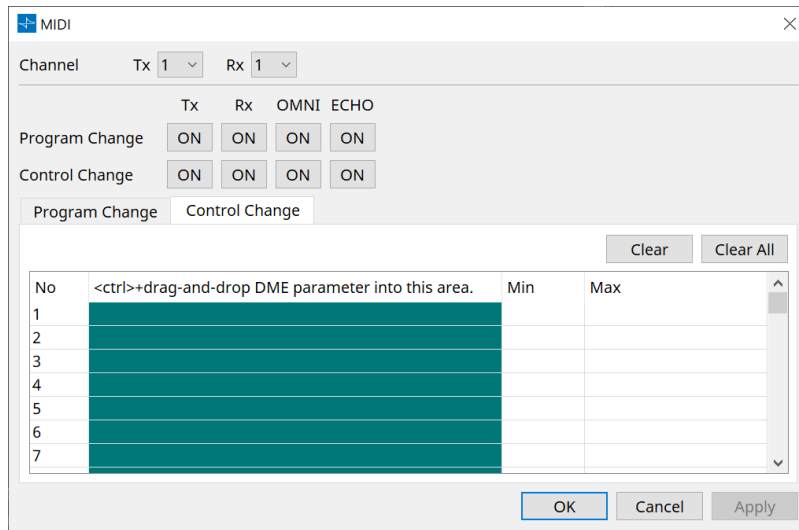 MIDI
Channel Tx 1 Rx 1
Tx Rx OMNI ECHO
Program Change ON ON ON ON
Control Change ON ON ON ON
Program Change Control Change
Clear Clear All
No <ctrl>+drag-and-drop DME parameter into this area. Min Max
1
2
3
4
5
6
7
OK Cancel Apply